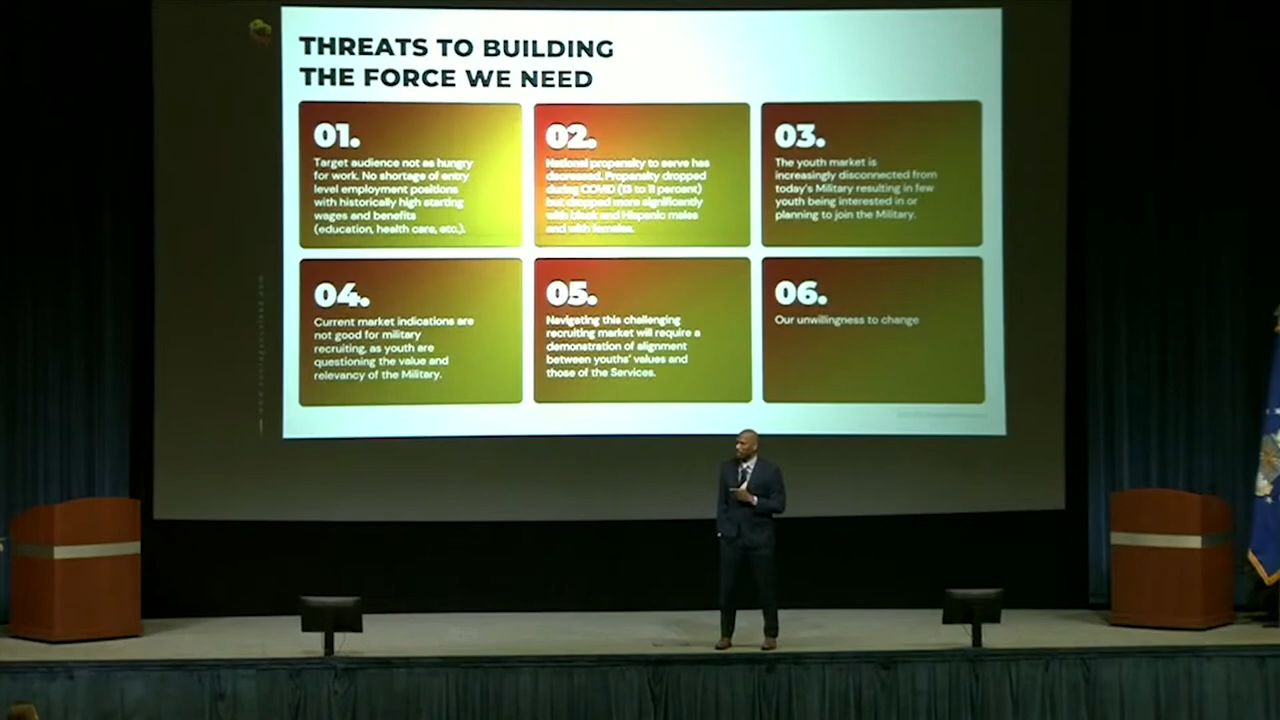 THREATS TO BUILDING
THE FORCE WE NEED
01.
Target audience not as hungry
for work. No shortage of entry
level employment positions
with historically high starting
wages and benefits
(education, health care, etc.).
02.
National propensity to serve has
decreased. Propensity dropped
during COVID (13 to 11 percent)
but dropped more significantly
with black and Hispanic males
and with females.
03.
The youth market is
increasingly disconnected from
today's Military resulting in few
youth being interested in or
planning to join the Military.
04.
Current market indications are
not good for military
recruiting, as youth are
questioning the value and
relevancy of the Military.
05.
Navigating this challenging
recruiting market will require a
demonstration of alignment
between youths' values and
those of the Services.
06.
Our unwillingness to change